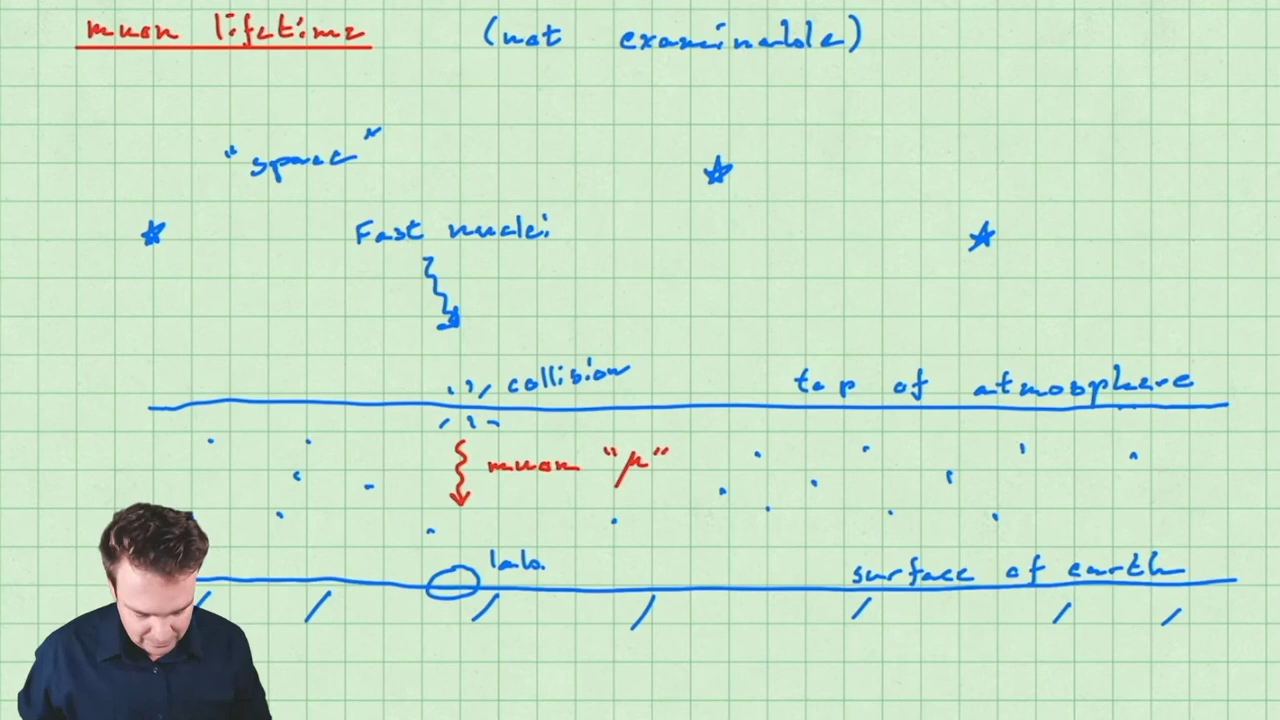 muon lifetime (not examinable)
"space"
Fast nuclei
collision top of atmosphere
muon "μ"
lab.
surface of earth